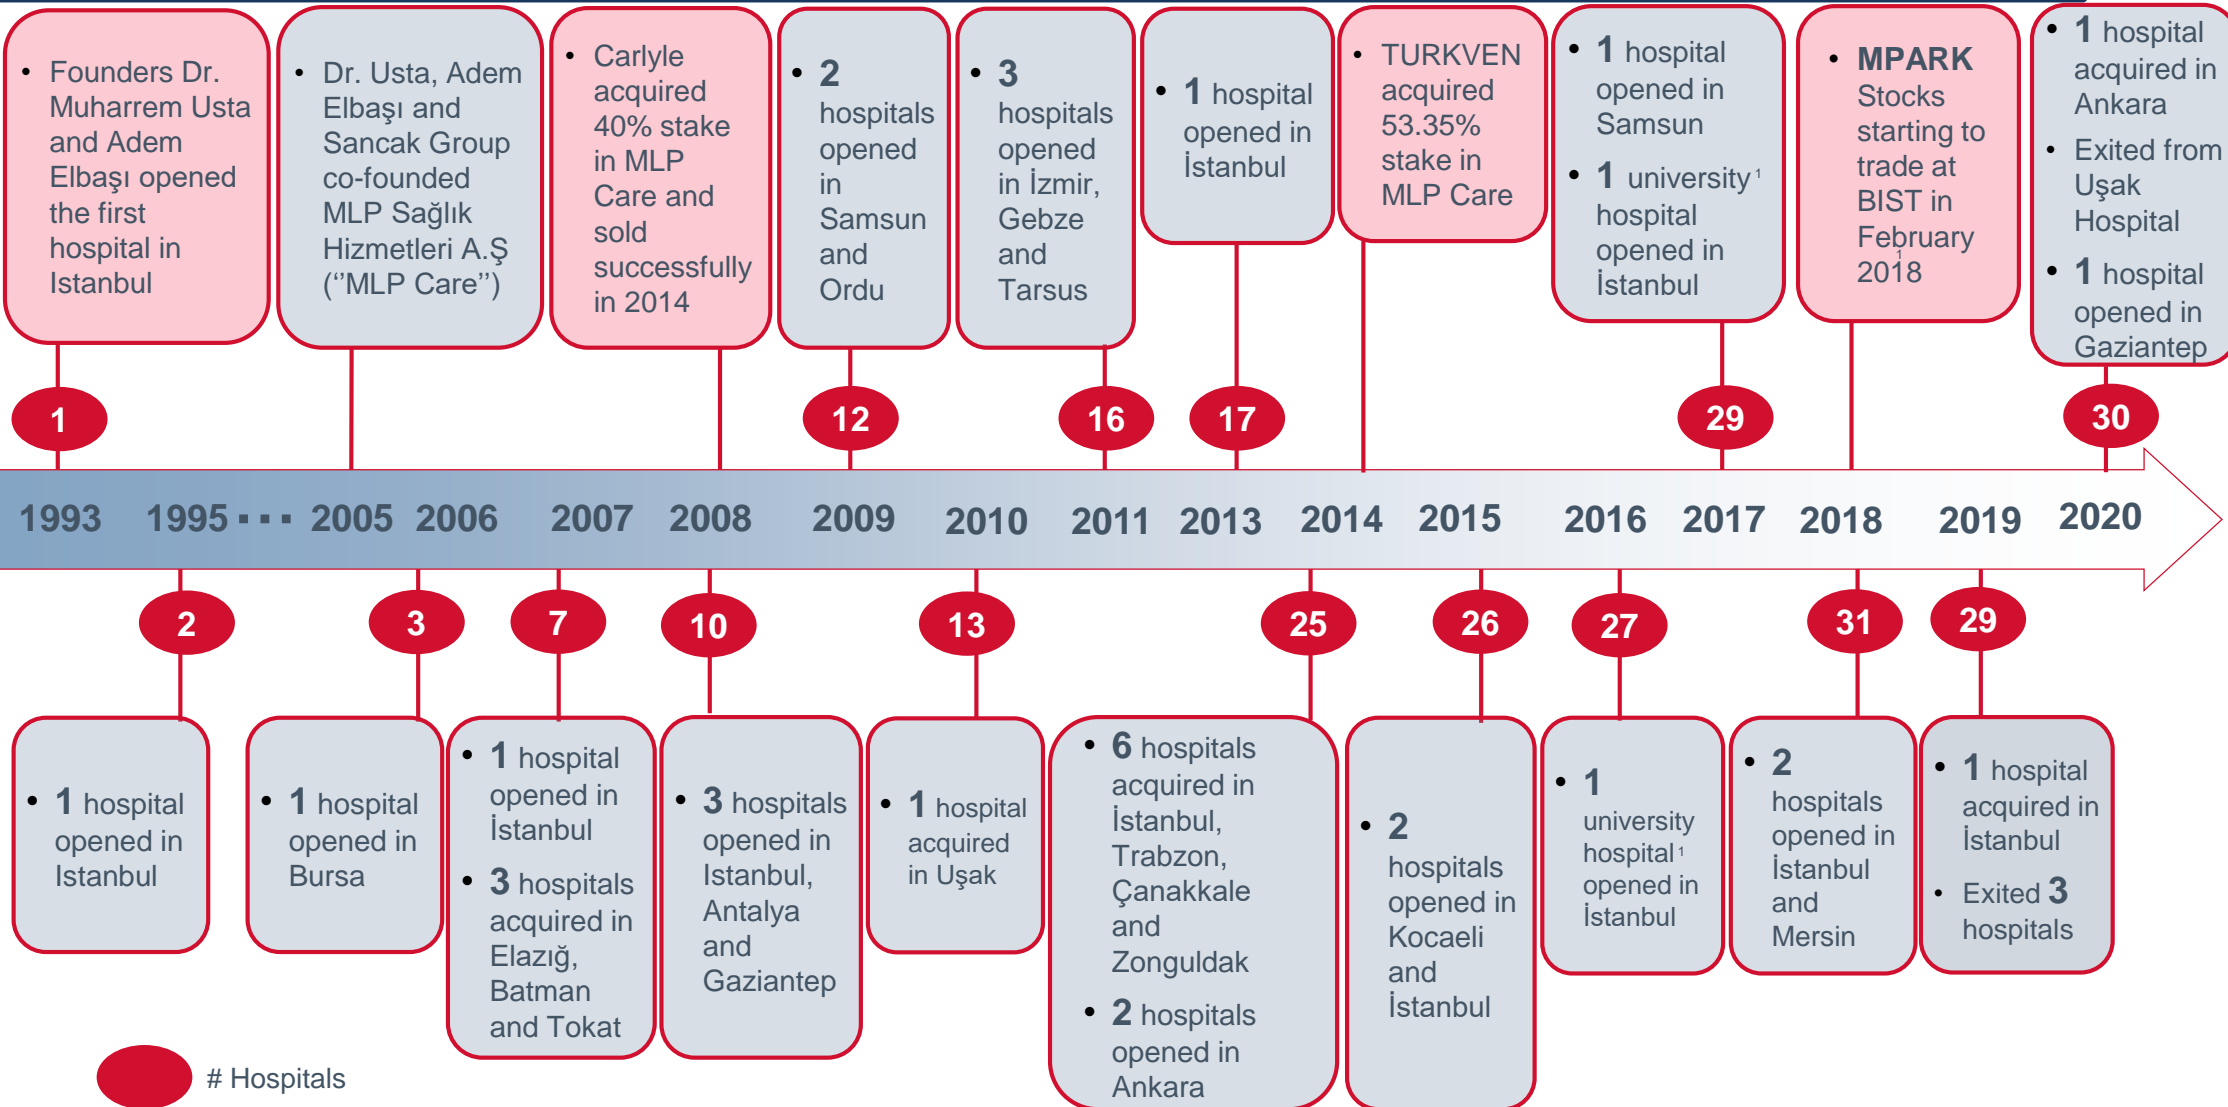 • Founders Dr.
Muharrem Usta
and Adem
Elbaşı opened
the first
hospital in
Istanbul
• Dr. Usta, Adem
Elbaşı and
Sancak Group
co-founded
MLP Sağlık
Hizmetleri A.Ş
(‘’MLP Care’’)
• Carlyle
acquired
40% stake
in MLP
Care and
sold
successfully
in 2014
• 2
hospitals
opened
in
Samsun
and
Ordu
• 3
hospitals
opened
in İzmir,
Gebze
and
Tarsus
• 1 hospital
opened in
İstanbul
• TURKVEN
acquired
53.35%
stake in
MLP Care
• 1 hospital
opened in
Samsun
• 1 university 1
hospital
opened in
İstanbul
• MPARK
Stocks
starting to
trade at
BIST in
February
1
2018
• 1 hospital
acquired in
Ankara
• Exited from
Uşak
Hospital
• 1 hospital
opened in
Gaziantep
1
12
16
17
29
30
1993 1995 ··· 2005 2006 2007 2008 2009 2010 2011 2013 2014 2015 2016 2017 2018 2019 2020
2
3
7
10
13
25
26
27
31
29
• 1 hospital
opened in
Istanbul
• 1 hospital
opened in
Bursa
• 1 hospital
opened in
İstanbul
• 3 hospitals
acquired in
Elazığ,
Batman
and Tokat
• 3 hospitals
opened in
Istanbul,
Antalya
and
Gaziantep
• 1 hospital
acquired
in Uşak
• 6 hospitals
acquired in
İstanbul,
Trabzon,
Çanakkale
and
Zonguldak
• 2 hospitals
opened in
Ankara
• 2
hospitals
opened in
Kocaeli
and
İstanbul
• 1
university
hospital 1
opened in
İstanbul
• 2
hospitals
opened in
İstanbul
and
Mersin
• 1 hospital
acquired in
İstanbul
• Exited 3
hospitals
# Hospitals